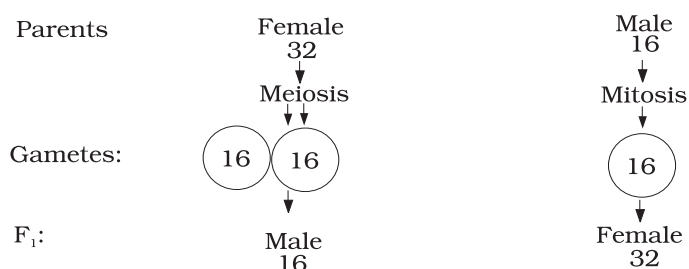 Parents Female Male
32 16
Meiosis Mitosis
Gametes: 16 16 16
F₁: Male Female
16 32